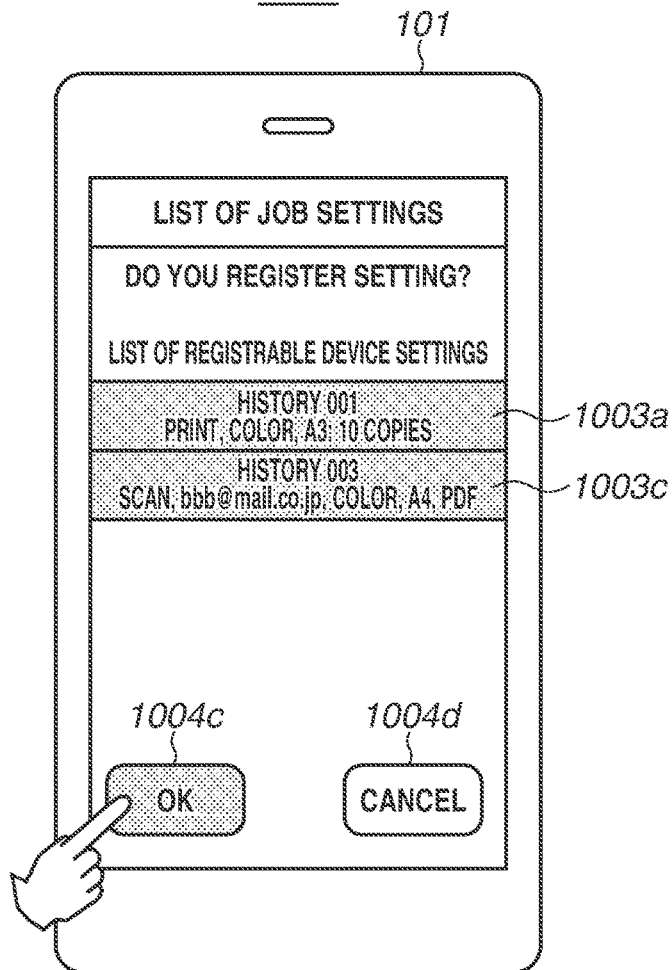 101
LIST OF JOB SETTINGS
DO YOU REGISTER SETTING?
LIST OF REGISTRABLE DEVICE SETTINGS
HISTORY 001
PRINT, COLOR, A3: 10 COPIES
1003a
HISTORY 003
SCAN, bbb@mail.co.jp, COLOR, A4, PDF
1003c
1004c
1004d
OK
CANCEL